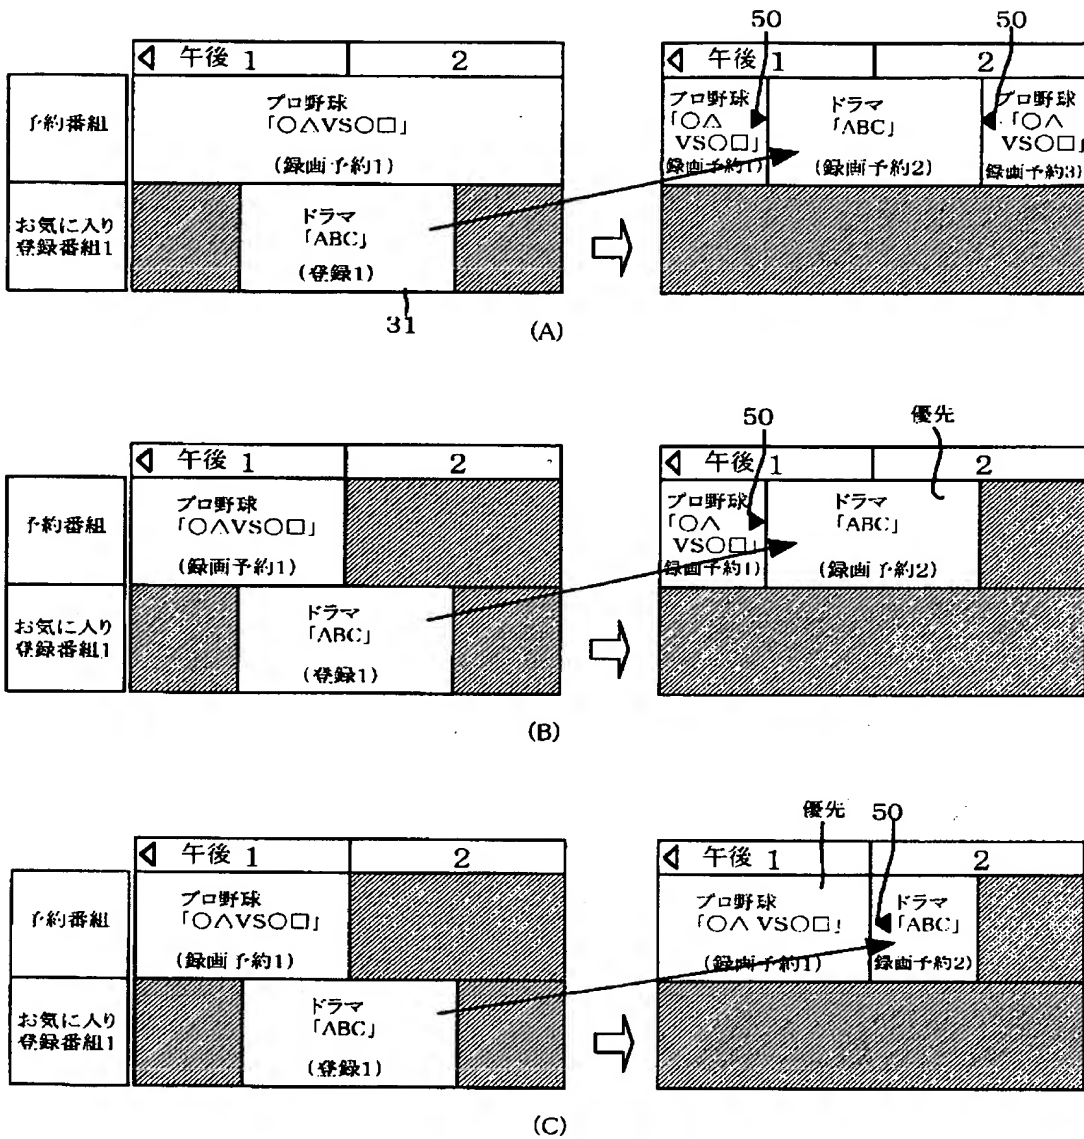 50 50
午後 1 2
午後 1 2
予約番組
プロ野球
「○△VS○□」
(録画予約1)
プロ野球
「○△
VS○□」
録画予約1)
ドラマ
「ABC」
(録画予約2)
プロ野球
「○△
VS○□」
(録画予約3)
お気に入り
登録番組1
ドラマ
「ABC」
(登録1)
31
(A)
50 優先
午後 1 2
午後 1 2
予約番組
プロ野球
「○△VS○□」
(録画予約1)
プロ野球
「○△
VS○□」
録画予約1)
ドラマ
「ABC」
(録画予約2)
お気に入り
登録番組1
ドラマ
「ABC」
(登録1)
(B)
優先 50
午後 1 2
午後 1 2
予約番組
プロ野球
「○△VS○□」
(録画予約1)
プロ野球
「○△ VS○□」
(録画予約1)
ドラマ
「ABC」
(録画予約2)
お気に入り
登録番組1
ドラマ
「ABC」
(登録1)
(C)